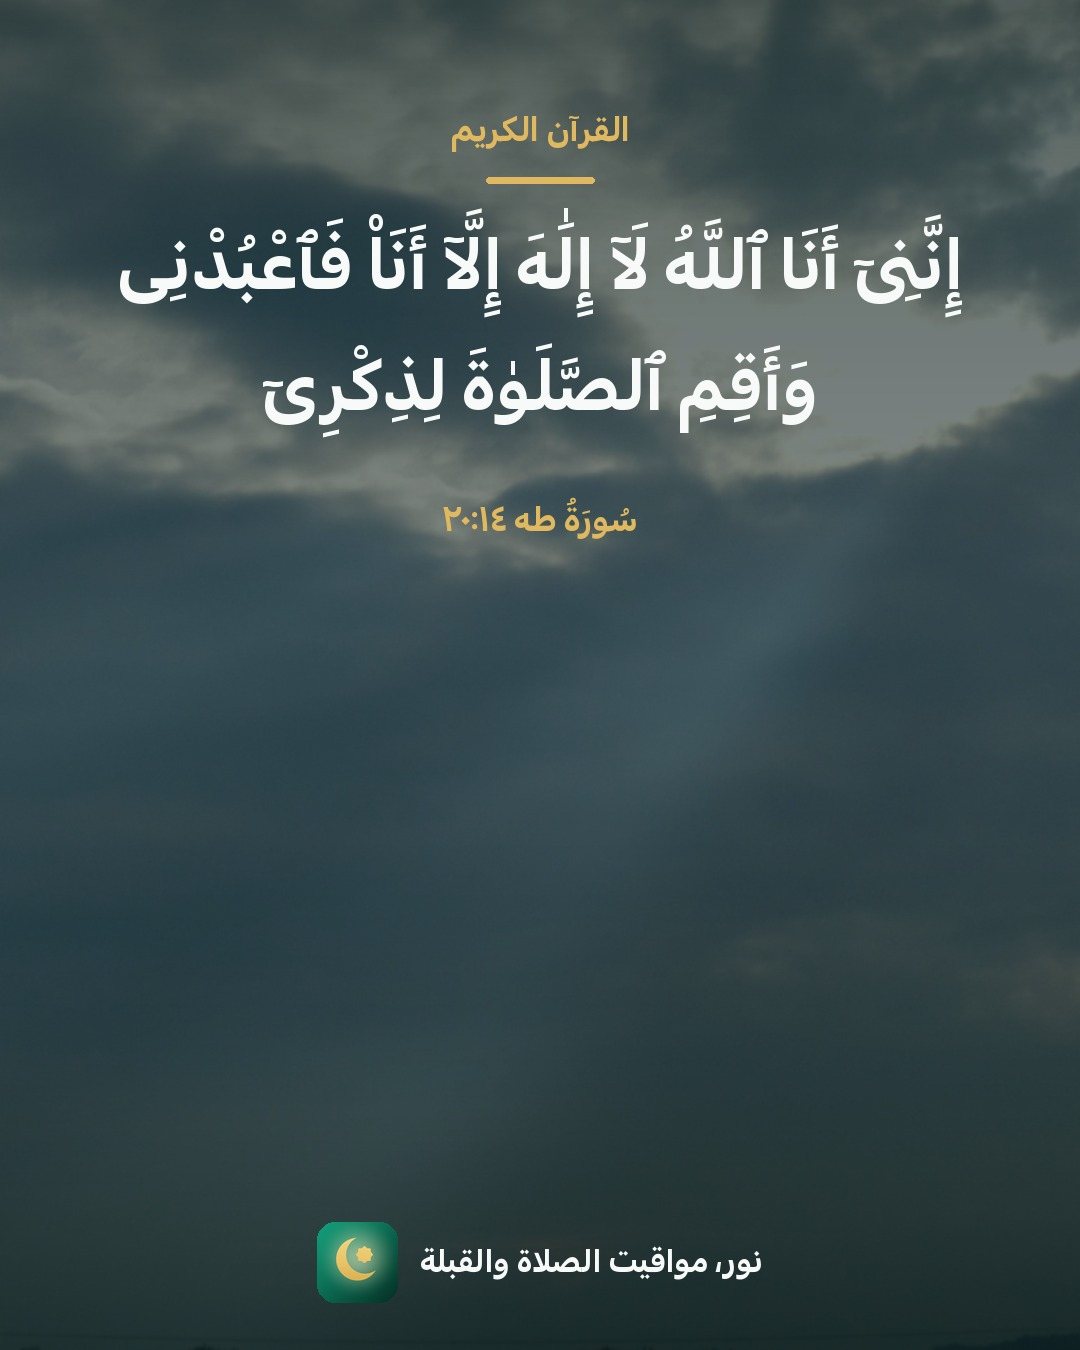 القرآن الكريم
إِنَّنِىٓ أَنَا ٱللَّهُ لَآ إِلَٰهَ إِلَّآ أَنَا۠ فَٱعْبُدْنِى
وَأَقِمِ ٱلصَّلَوٰةَ لِذِكْرِىٓ
سُورَةُ طه ٢٠:١٤
نور، مواقيت الصلاة والقبلة